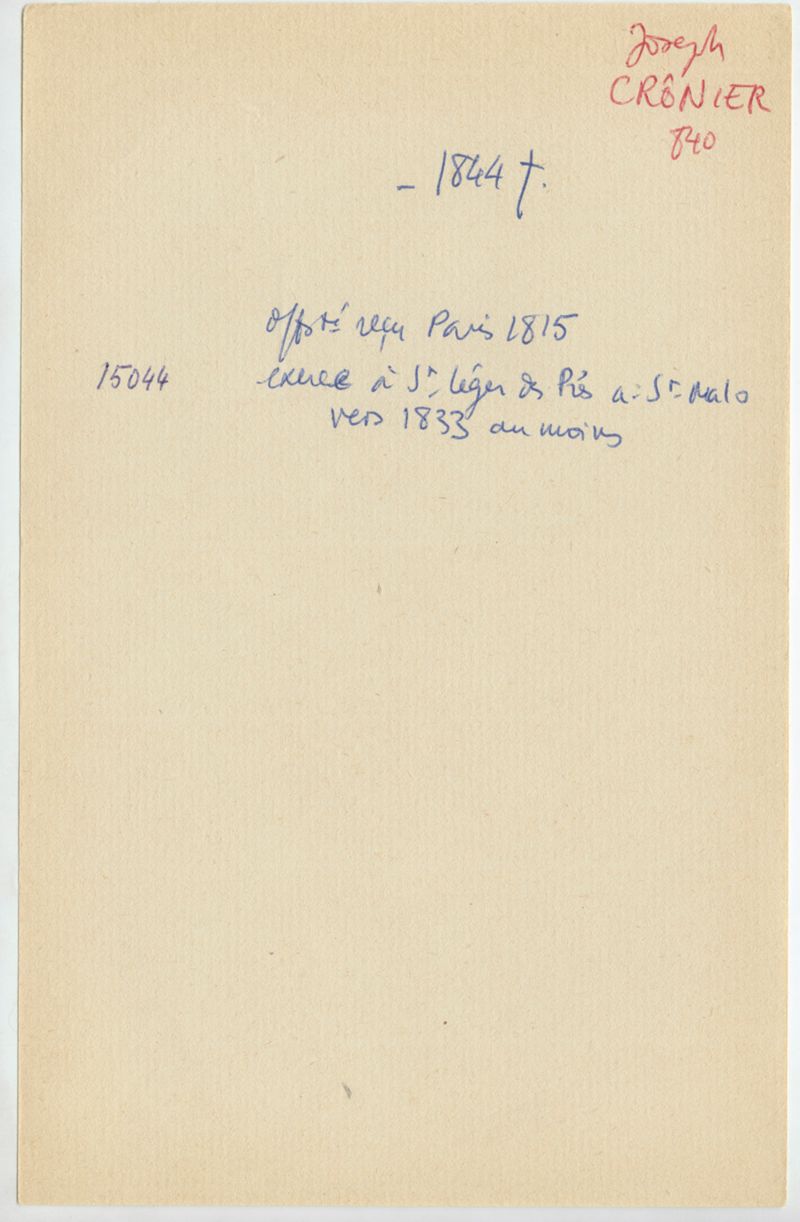 Joseph
CRÔNIER
840
– 1844 †.
reçu Paris 1815
15044 exerce à St. Léger des Prés a. St. Malo
vers 1833 au moins